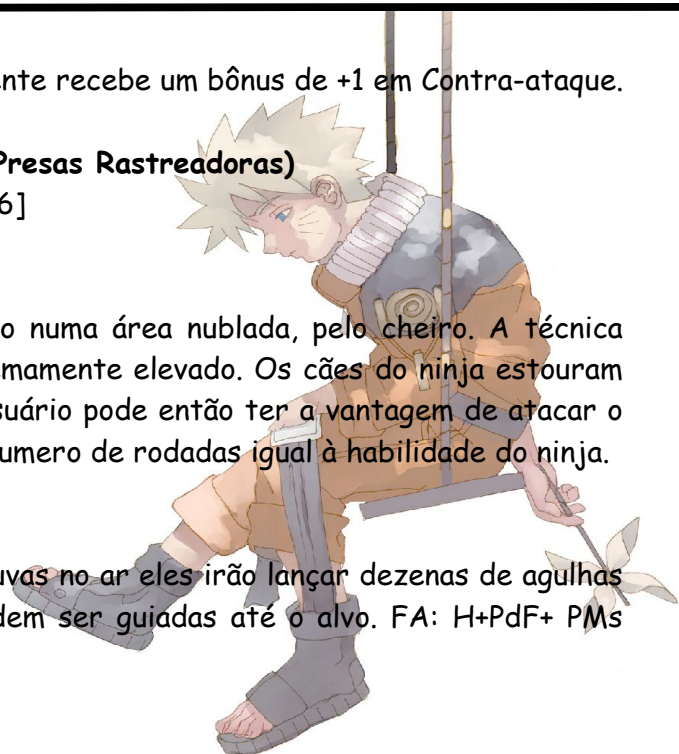 ente recebe um bônus de +1 em Contra-ataque.
Presas Rastreadoras)
6]
o numa área nublada, pelo cheiro. A técnica
emamente elevado. Os cães do ninja estouram
suário pode então ter a vantagem de atacar o
umero de rodadas igual à habilidade do ninja.
uvas no ar eles irão lançar dezenas de agulhas
dem ser guiadas até o alvo. FA: H+PdF+ PMs